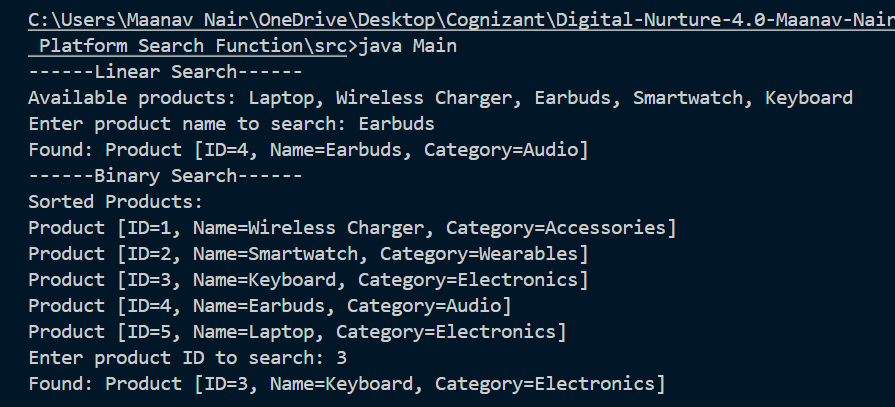 C:\Users\Maanav Nair\OneDrive\Desktop\Cognizant\Digital-Nurture-4.0-Maanav-Nair
Platform Search Function\src>java Main
------Linear Search------
Available products: Laptop, Wireless Charger, Earbuds, Smartwatch, Keyboard
Enter product name to search: Earbuds
Found: Product [ID=4, Name=Earbuds, Category=Audio]
------Binary Search------
Sorted Products:
Product [ID=1, Name=Wireless Charger, Category=Accessories]
Product [ID=2, Name=Smartwatch, Category=Wearables]
Product [ID=3, Name=Keyboard, Category=Electronics]
Product [ID=4, Name=Earbuds, Category=Audio]
Product [ID=5, Name=Laptop, Category=Electronics]
Enter product ID to search: 3
Found: Product [ID=3, Name=Keyboard, Category=Electronics]